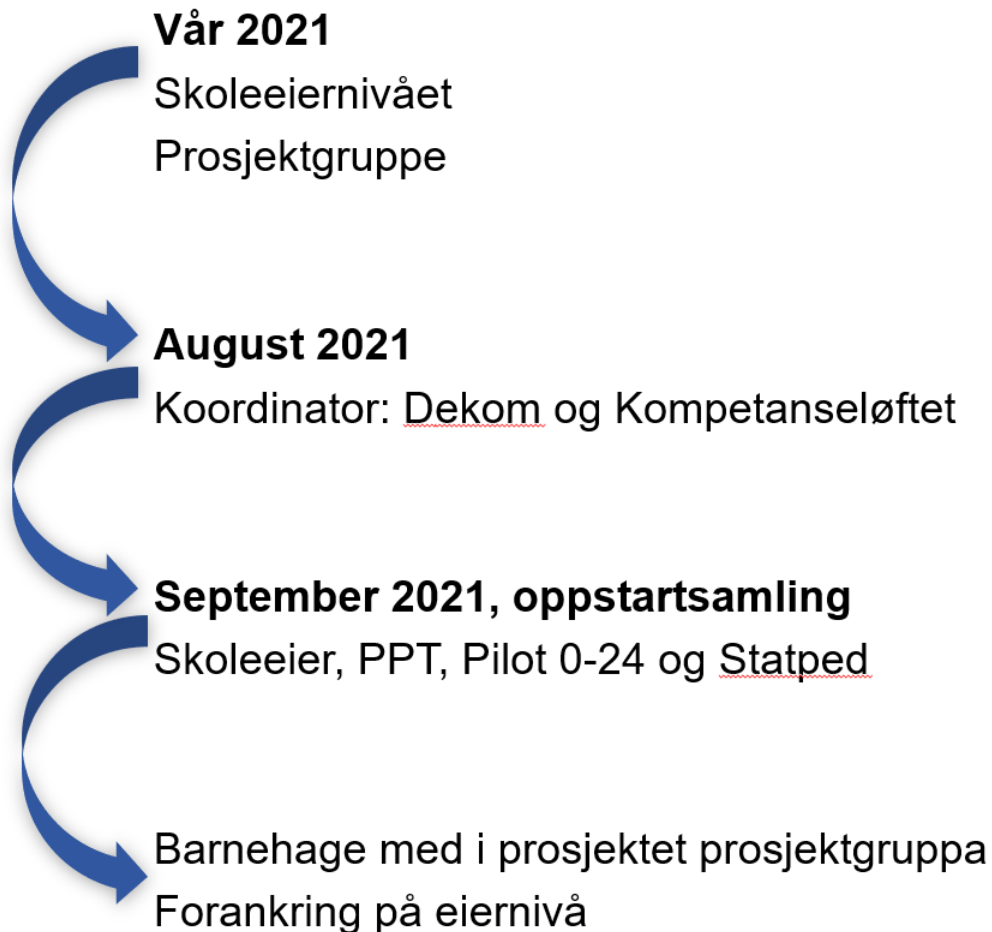 Vår 2021
Skoleeiernivået
Prosjektgruppe
August 2021
Koordinator: Dekom og Kompetanseløftet
September 2021, oppstartsamling
Skoleeier, PPT, Pilot 0-24 og Statped
Barnehage med i prosjektet prosjektgruppa
Forankring på eiernivå